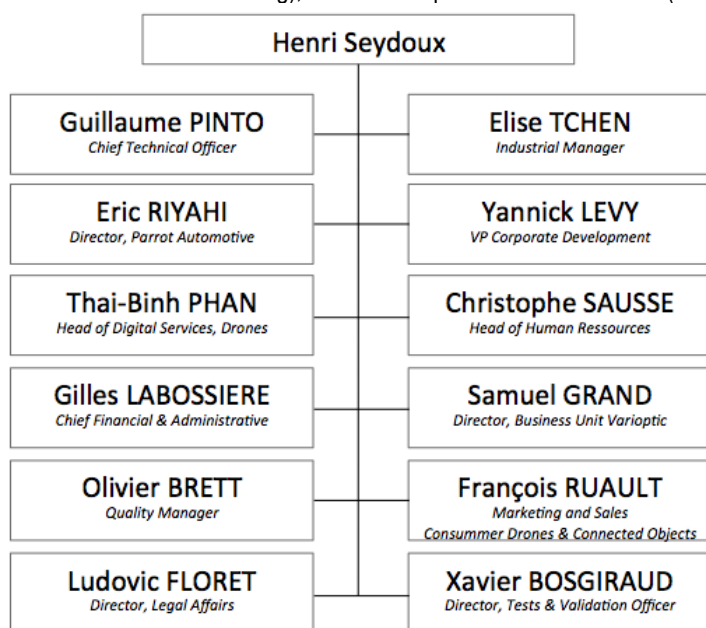 Henri Seydoux
Guillaume PINTO
Chief Technical Officer
Elise TCHEN
Industrial Manager
Eric RIYAHI
Director, Parrot Automotive
Yannick LEVY
VP Corporate Development
Thai-Binh PHAN
Head of Digital Services, Drones
Christophe SAUSSE
Head of Human Ressources
Gilles LABOSSIERE
Chief Financial & Administrative
Samuel GRAND
Director, Business Unit Varioptic
Olivier BRETT
Quality Manager
François RUAULT
Marketing and Sales
Consummer Drones & Connected Objects
Ludovic FLORET
Director, Legal Affairs
Xavier BOSGIRAUD
Director, Tests & Validation Officer